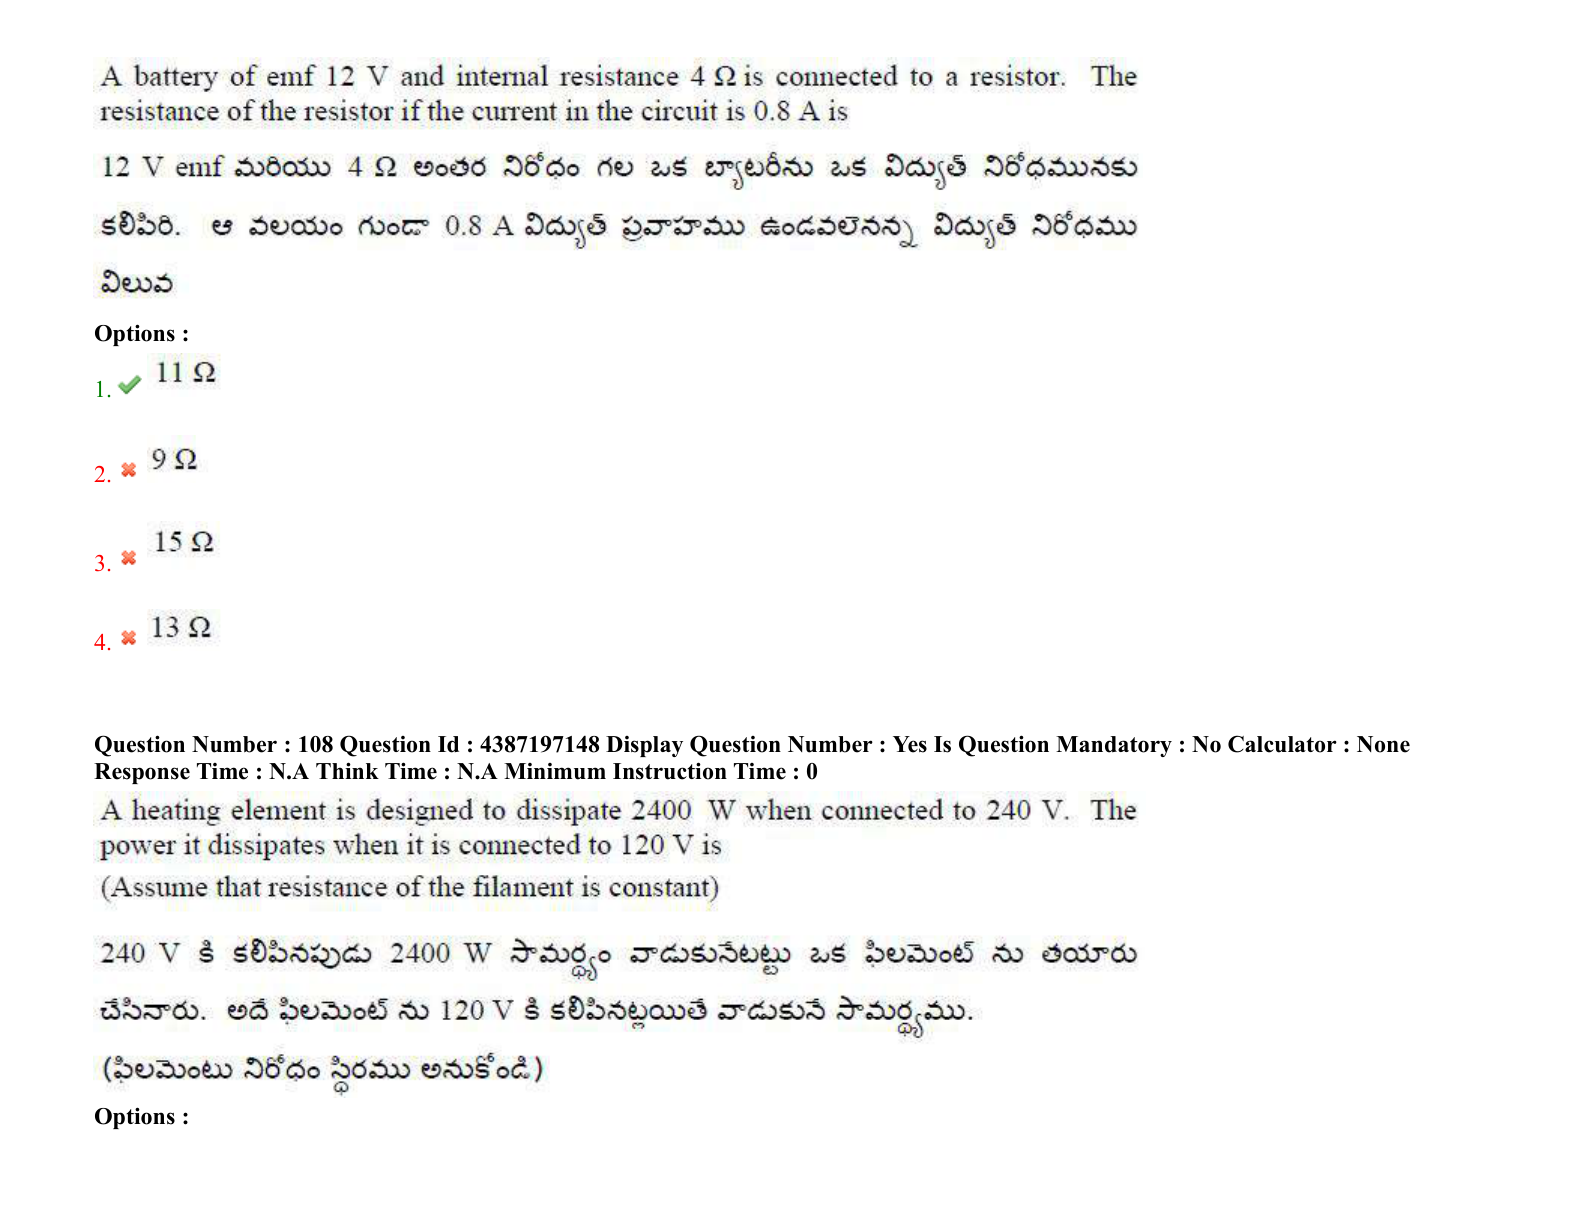 A battery of emf 12 V and internal resistance 4 Ω is connected to a resistor. The
resistance of the resistor if the current in the circuit is 0.8 A is
12 V emf మరియు 4 Ω అంతర నిరోధం గల ఒక బ్యాటరీను ఒక విద్యుత్ నిరోధమునకు
కలిపిరి. ఆ వలయం గుండా 0.8 A విద్యుత్ ప్రవాహము ఉండవలెనన్న విద్యుత్ నిరోధము
విలువ
Options :
1. 11 Ω
2. 9 Ω
3. 15 Ω
4. 13 Ω
Question Number : 108 Question Id : 4387197148 Display Question Number : Yes Is Question Mandatory : No Calculator : None
Response Time : N.A Think Time : N.A Minimum Instruction Time : 0
A heating element is designed to dissipate 2400 W when connected to 240 V. The
power it dissipates when it is connected to 120 V is
(Assume that resistance of the filament is constant)
240 V కి కలిపినపుడు 2400 W సామర్థ్యం వాడుకునేటట్టు ఒక ఫిలమెంట్ ను తయారు
చేసినారు. అదే ఫిలమెంట్ ను 120 V కి కలిపినట్లయితే వాడుకునే సామర్థ్యము.
(ఫిలమెంటు నిరోధం స్థిరము అనుకోండి)
Options :